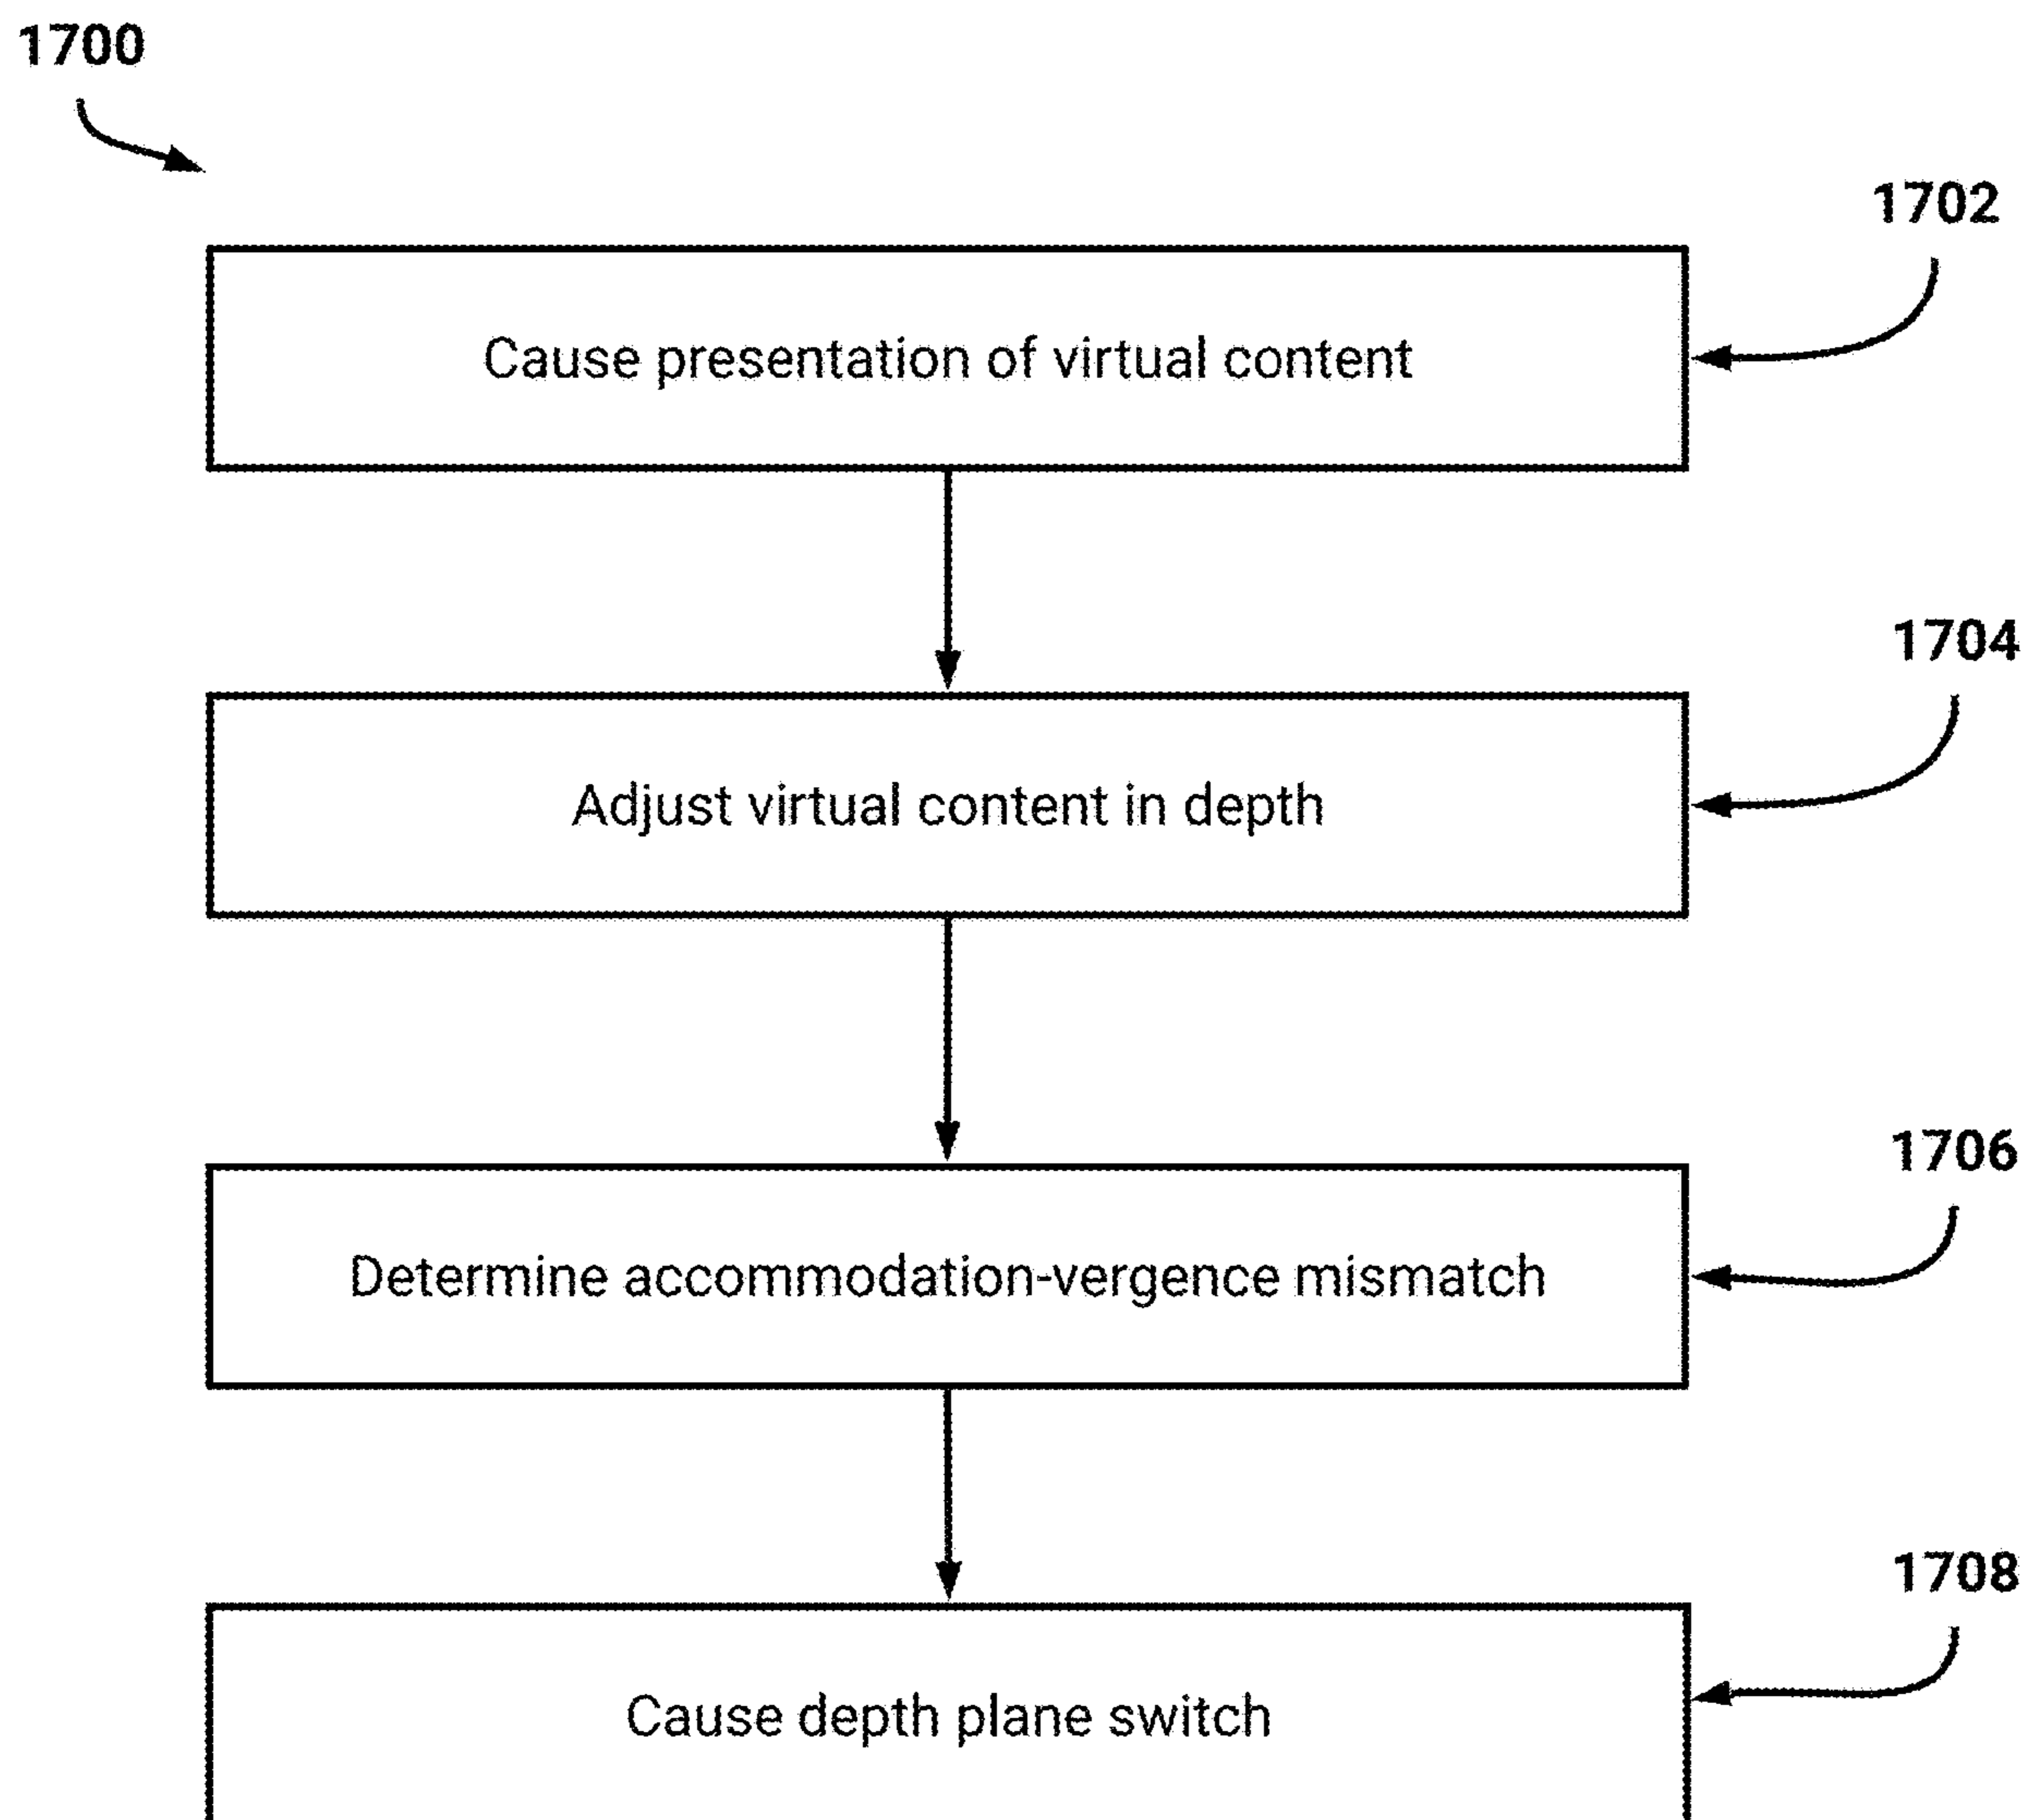 1700
1702
Cause presentation of virtual content
1704
Adjust virtual content in depth
1706
Determine accommodation-vergence mismatch
1708
Cause depth plane switch